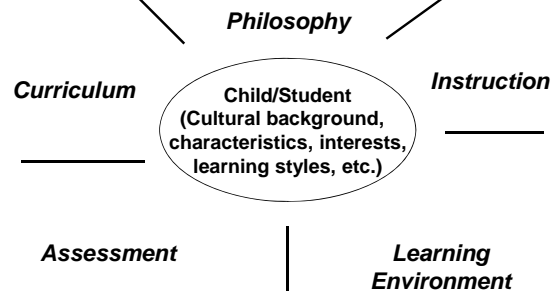 Philosophy
Curriculum
Instruction
Child/Student
(Cultural background,
characteristics, interests,
learning styles, etc.)
Assessment
Learning
Environment